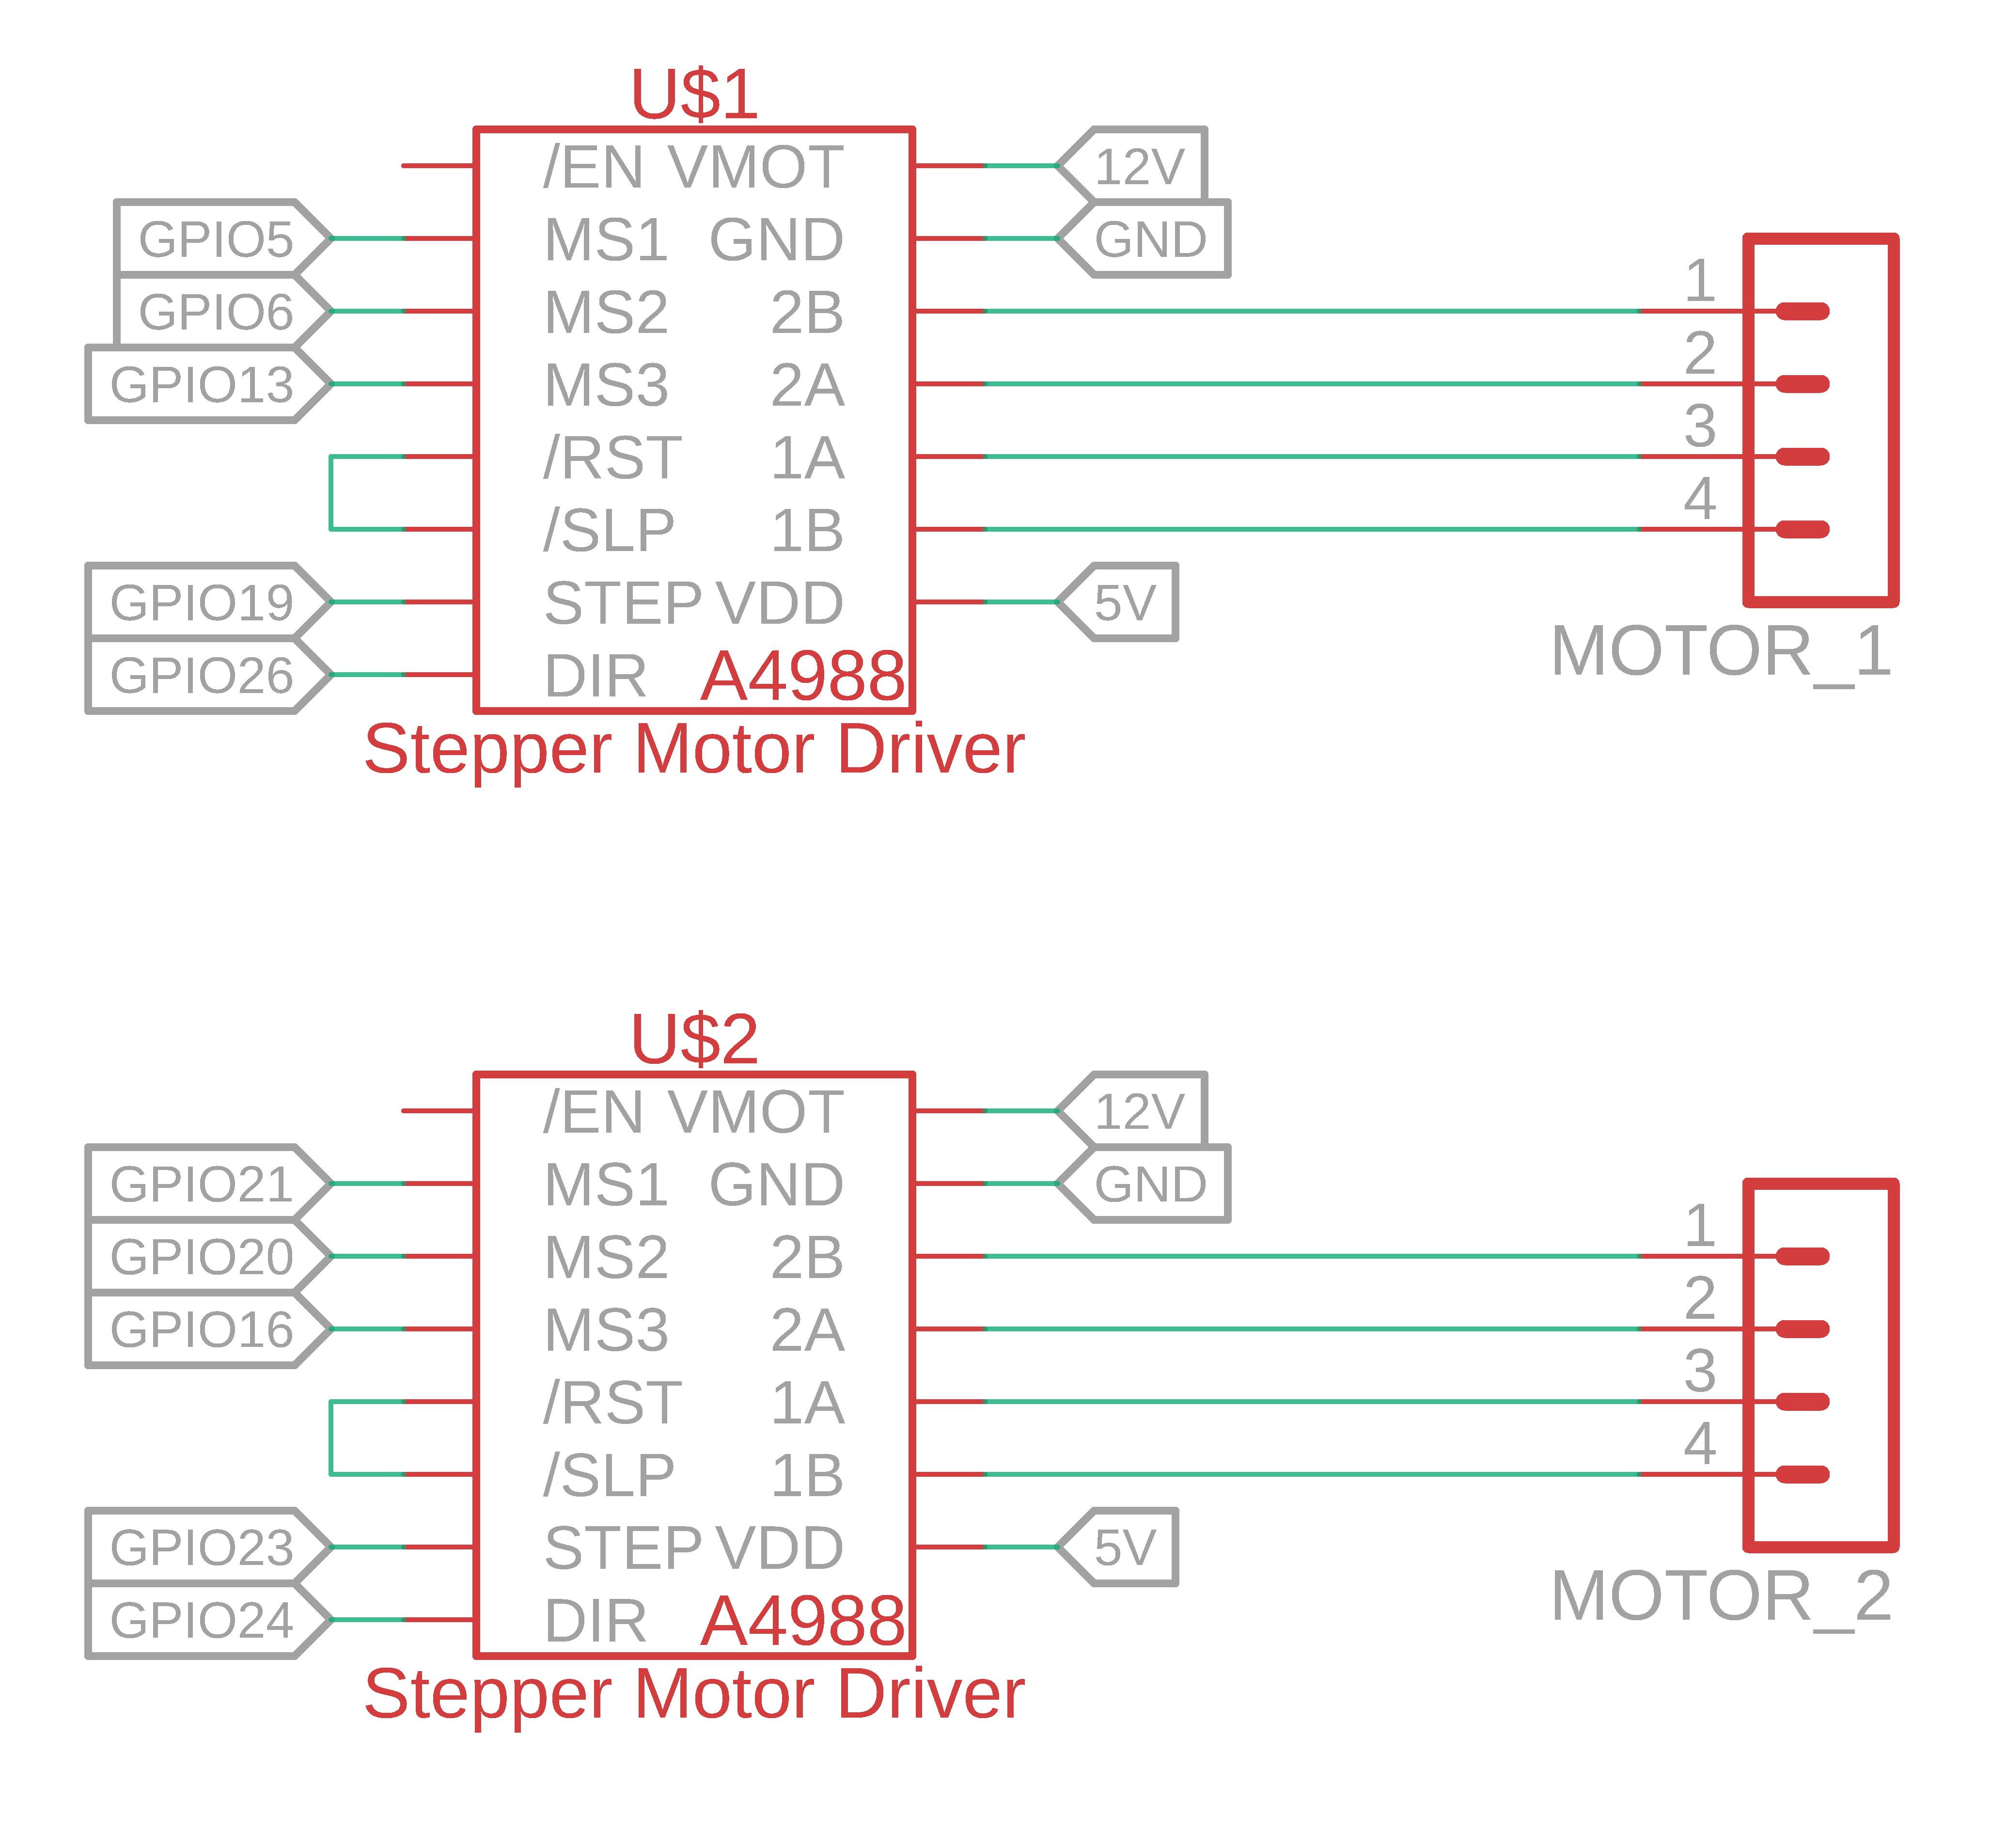 U$1
/EN VMOT 12V
GPIO5 MS1 GND GND
GPIO6 MS2 2B 1
GPIO13 MS3 2A 2
/RST 1A 3
/SLP 1B 4
GPIO19 STEP VDD 5V
GPIO26 DIR A4988
MOTOR_1
Stepper Motor Driver
U$2
/EN VMOT 12V
GPIO21 MS1 GND GND
GPIO20 MS2 2B 1
GPIO16 MS3 2A 2
/RST 1A 3
/SLP 1B 4
GPIO23 STEP VDD 5V
GPIO24 DIR A4988
MOTOR_2
Stepper Motor Driver